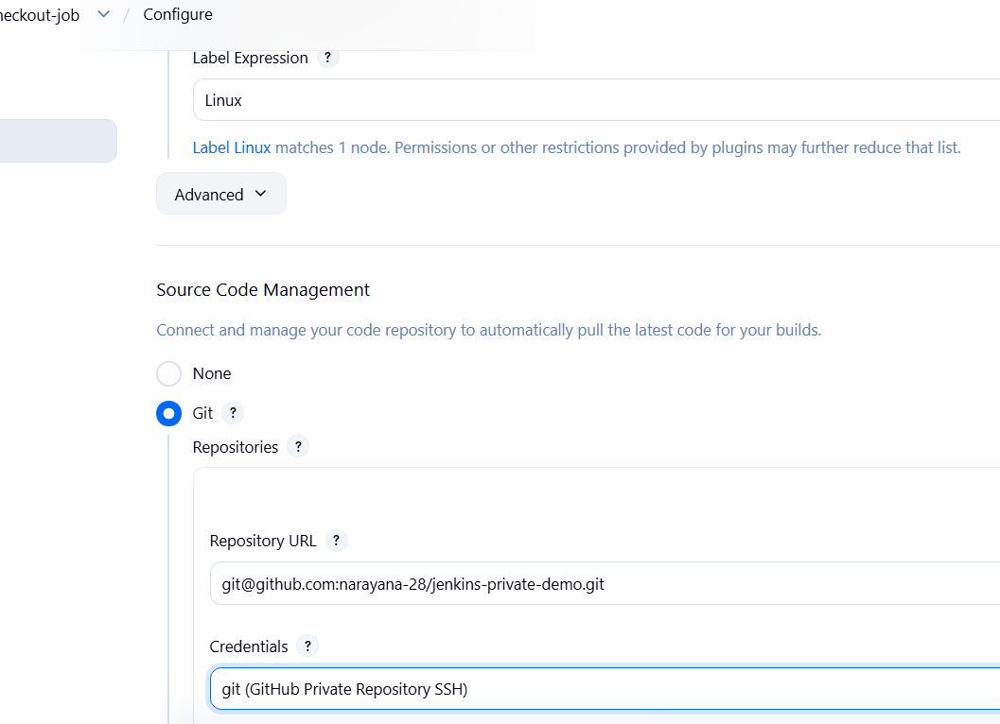 heckout-job / Configure
Label Expression ?
Linux
Label Linux matches 1 node. Permissions or other restrictions provided by plugins may further reduce that list.
Advanced
Source Code Management
Connect and manage your code repository to automatically pull the latest code for your builds.
None
Git ?
Repositories ?
Repository URL ?
git@github.com:narayana-28/jenkins-private-demo.git
Credentials ?
git (GitHub Private Repository SSH)